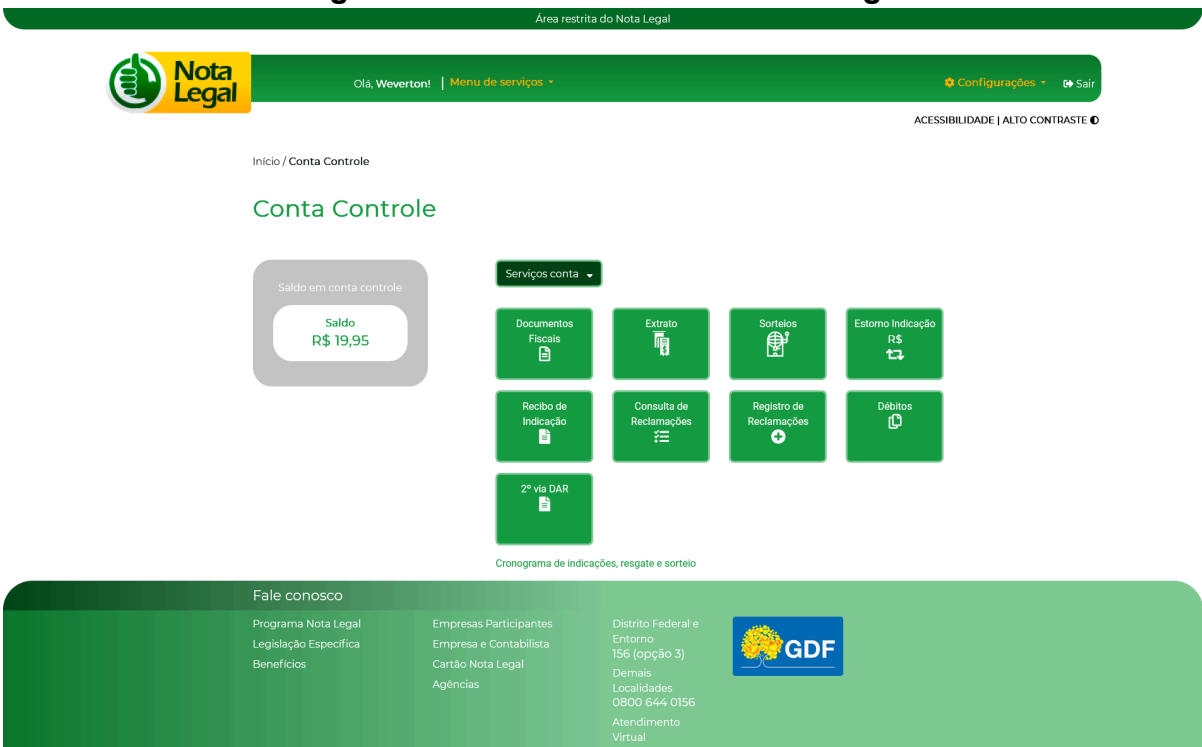 Área restrita do Nota Legal
Nota
Legal
Olá, Weverton! | Menu de serviços
Configurações
Sair
ACESSIBILIDADE | ALTO CONTRASTE
Início / Conta Controle
Conta Controle
Saldo em conta controle
Saldo
R$ 19,95
Serviços conta
Documentos
Fiscais
Extrato
Sorteios
Estorno Indicação
R$
Recibo de
Indicação
Consulta de
Reclamações
Registro de
Reclamações
Débitos
2º via DAR
Cronograma de indicações, resgate e sorteio
Fale conosco
Programa Nota Legal
Legislação Específica
Benefícios
Empresas Participantes
Empresa e Contabilista
Cartão Nota Legal
Agências
Distrito Federal e
Entorno
156 (opção 3)
Demais
Localidades
0800 644 0156
Atendimento
Virtual
GDF